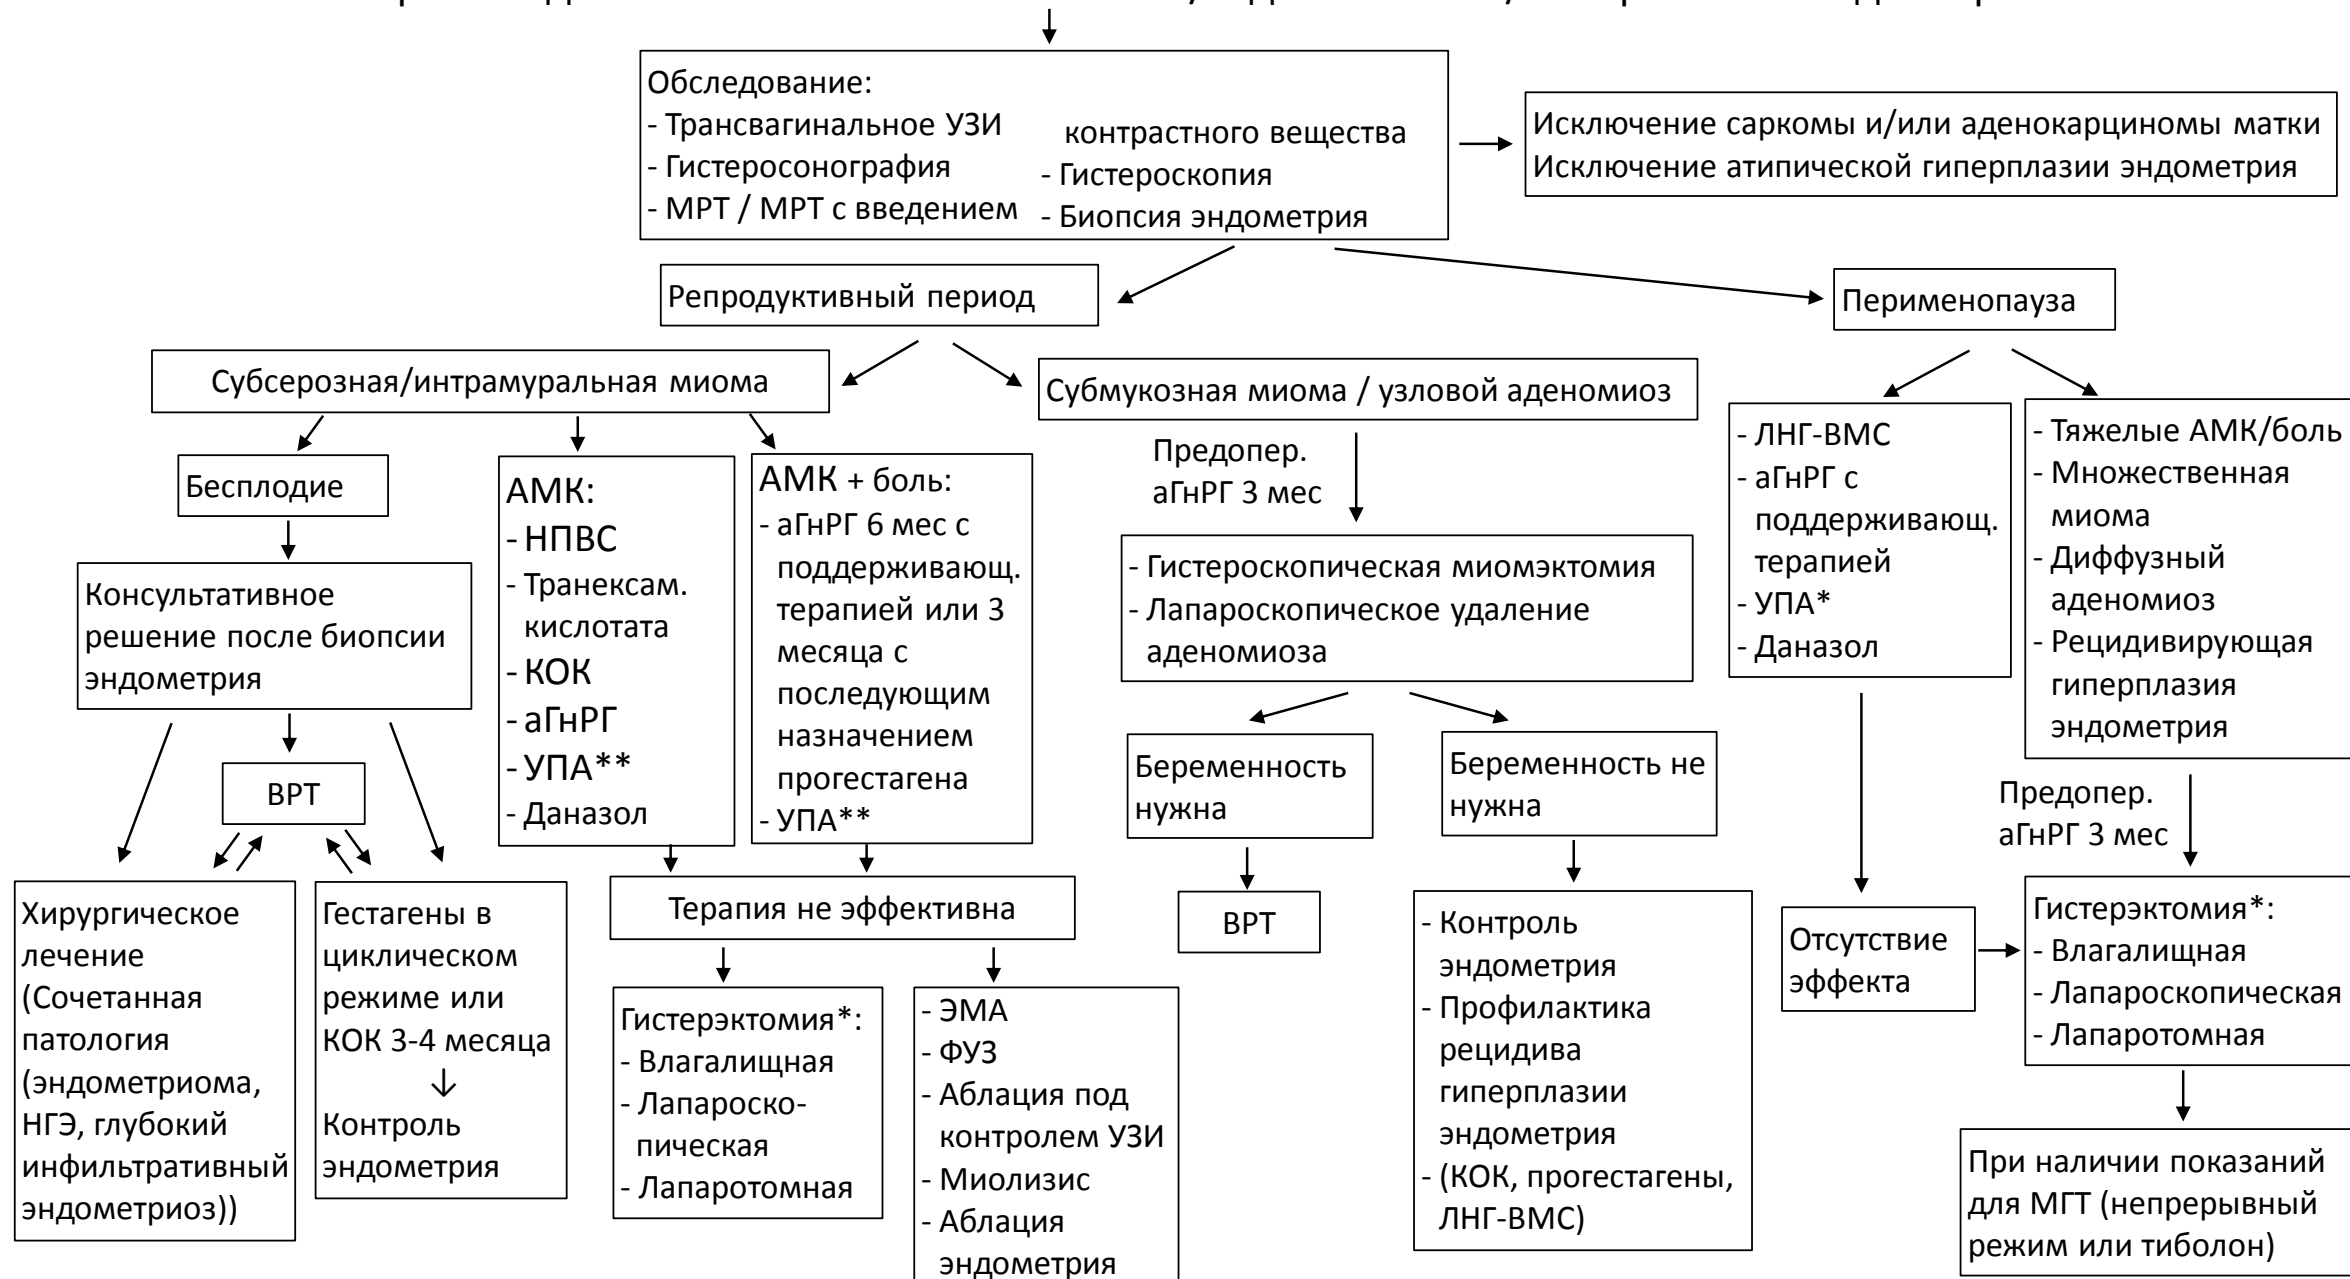 Обследование:
- Трансвагинальное УЗИ
- Гистеросонография
- МРТ / МРТ с введением
контрастного вещества
- Гистероскопия
- Биопсия эндометрия
Исключение саркомы и/или аденокарциномы матки
Исключение атипической гиперплазии эндометрия
Репродуктивный период
Перименопауза
Субсерозная/интрамуральная миома
Субмукозная миома / узловой аденомиоз
Бесплодие
Консультативное
решение после биопсии
эндометрия
ВРТ
Хирургическое
лечение
(Сочетанная
патология
(эндометриома,
НГЭ, глубокий
инфильтративный
эндометриоз))
Гестагены в
циклическом
режиме или
КОК 3-4 месяца
↓
Контроль
эндометрия
АМК:
- НПВС
- Транексам.
кислотата
- КОК
- аГнРГ
- УПА**
- Даназол
АМК + боль:
- аГнРГ 6 мес с
поддерживающ.
терапией или 3
месяца с
последующим
назначением
прогестагена
- УПА**
Терапия не эффективна
Гистерэктомия*:
- Влагалищная
- Лапароско-
пическая
- Лапаротомная
- ЭМА
- ФУЗ
- Аблация под
контролем УЗИ
- Миолизис
- Аблация
эндометрия
Предопер.
аГнРГ 3 мес
- Гистероскопическая миомэктомия
- Лапароскопическое удаление
аденомиоза
Беременность
нужна
ВРТ
Беременность не
нужна
- Контроль
эндометрия
- Профилактика
рецидива
гиперплазии
эндометрия
- (КОК, прогестагены,
ЛНГ-ВМС)
- ЛНГ-ВМС
- аГнРГ с
поддерживающ.
терапией
- УПА*
- Даназол
Отсутствие
эффекта
- Тяжелые АМК/боль
- Множественная
миома
- Диффузный
аденомиоз
- Рецидивирующая
гиперплазия
эндометрия
Предопер.
аГнРГ 3 мес
Гистерэктомия*:
- Влагалищная
- Лапароскопическая
- Лапаротомная
При наличии показаний
для МГТ (непрерывный
режим или тиболон)